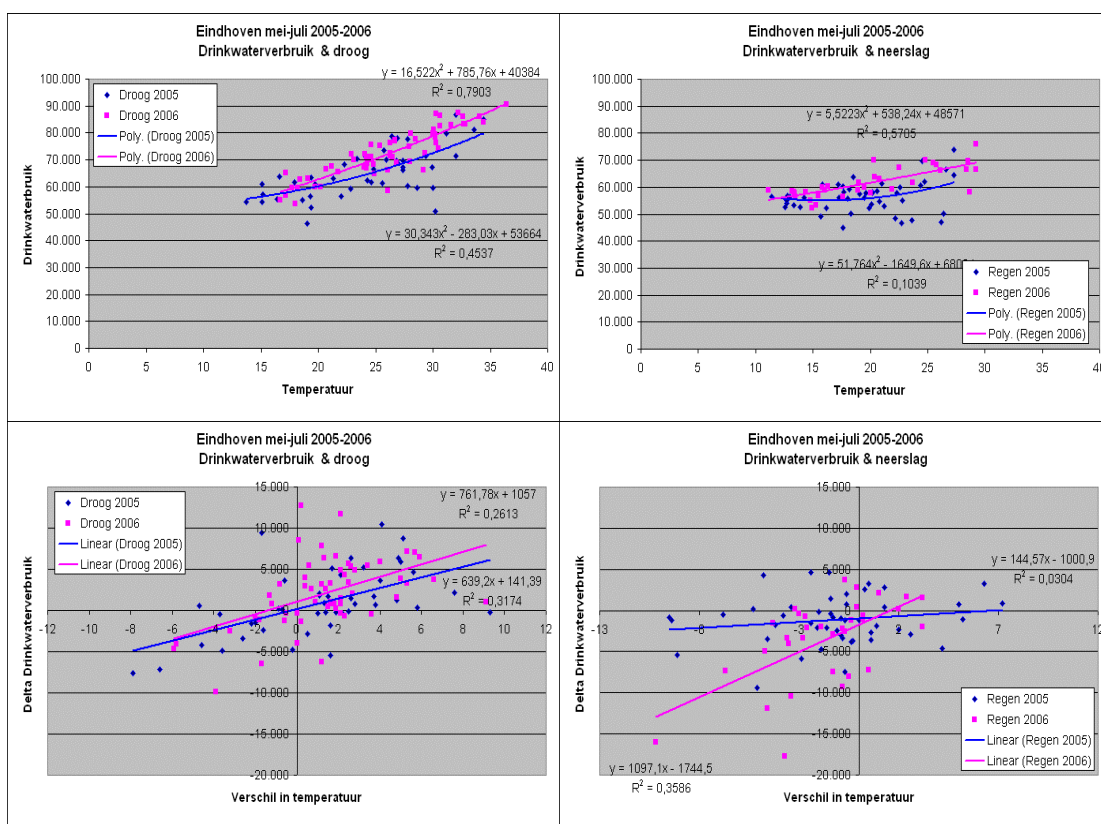 Eindhoven mei-juli 2005-2006
Drinkwaterverbruik & droog
y = 16,522x² + 785,76x + 40384
R² = 0,7903
Droog 2005
Droog 2006
Poly. (Droog 2005)
Poly. (Droog 2006)
y = 30,343x² - 283,03x + 53664
R² = 0,4537
Drinkwaterverbruik
100.000
90.000
80.000
70.000
60.000
50.000
40.000
30.000
20.000
10.000
0
0 5 10 15 20 25 30 35 40
Temperatuur
Eindhoven mei-juli 2005-2006
Drinkwaterverbruik & neerslag
y = 5,5223x² + 538,24x + 48571
R² = 0,5705
y = 51,764x² - 1649,6x + 680
R² = 0,1039
Regen 2005
Regen 2006
Poly. (Regen 2005)
Poly. (Regen 2006)
Drinkwaterverbruik
100.000
90.000
80.000
70.000
60.000
50.000
40.000
30.000
20.000
10.000
0
0 5 10 15 20 25 30 35 40
Temperatuur
Eindhoven mei-juli 2005-2006
Drinkwaterverbruik & droog
Droog 2005
Droog 2006
Linear (Droog 2005)
Linear (Droog 2006)
y = 761,78x + 1057
R² = 0,2613
y = 639,2x + 141,39
R² = 0,3174
Delta Drinkwaterverbruik
15.000
10.000
5.000
0
-5.000
-10.000
-15.000
-20.000
-12 -10 -8 -6 -4 -2 0 2 4 6 8 10 12
Verschil in temperatuur
Eindhoven mei-juli 2005-2006
Drinkwaterverbruik & neerslag
y = 144,57x - 1000,9
R² = 0,0304
Regen 2005
Regen 2006
Linear (Regen 2005)
Linear (Regen 2006)
y = 1097,1x - 1744,5
R² = 0,3586
Delta Drinkwaterverbruik
15.000
10.000
5.000
0
-5.000
-10.000
-15.000
-20.000
-13 -8 -3 2 7 12
Verschil in temperatuur